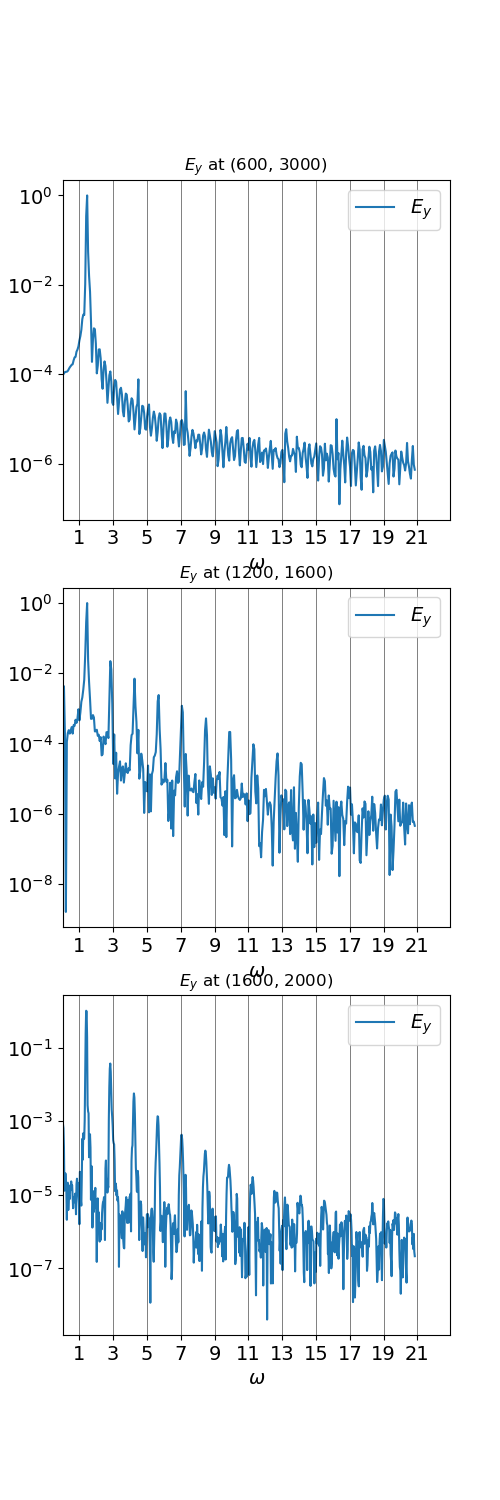 E_y at (600, 3000)
10^0
10^-2
10^-4
10^-6
E_y
1 3 5 7 9 11 13 15 17 19 21
ω
E_y at (1200, 1600)
10^0
10^-2
10^-4
10^-6
10^-8
E_y
1 3 5 7 9 11 13 15 17 19 21
ω
E_y at (1600, 2000)
10^-1
10^-3
10^-5
10^-7
E_y
1 3 5 7 9 11 13 15 17 19 21
ω